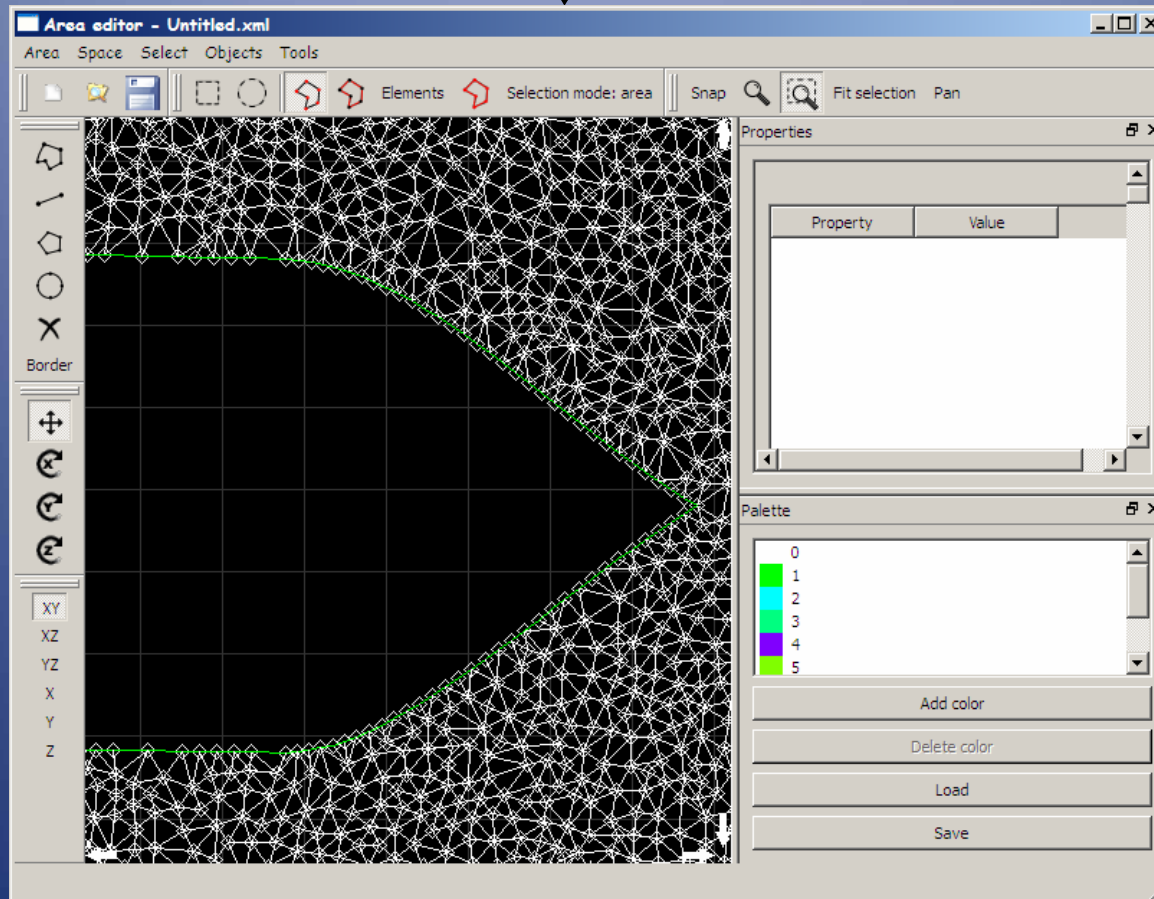 Area editor - Untitled.xml
Area Space Select Objects Tools
Elements Selection mode: area Snap Fit selection Pan
Properties
Property Value
Border
X
Y
Z
XY
XZ
YZ
X
Y
Z
Palette
0
1
2
3
4
5
Add color
Delete color
Load
Save